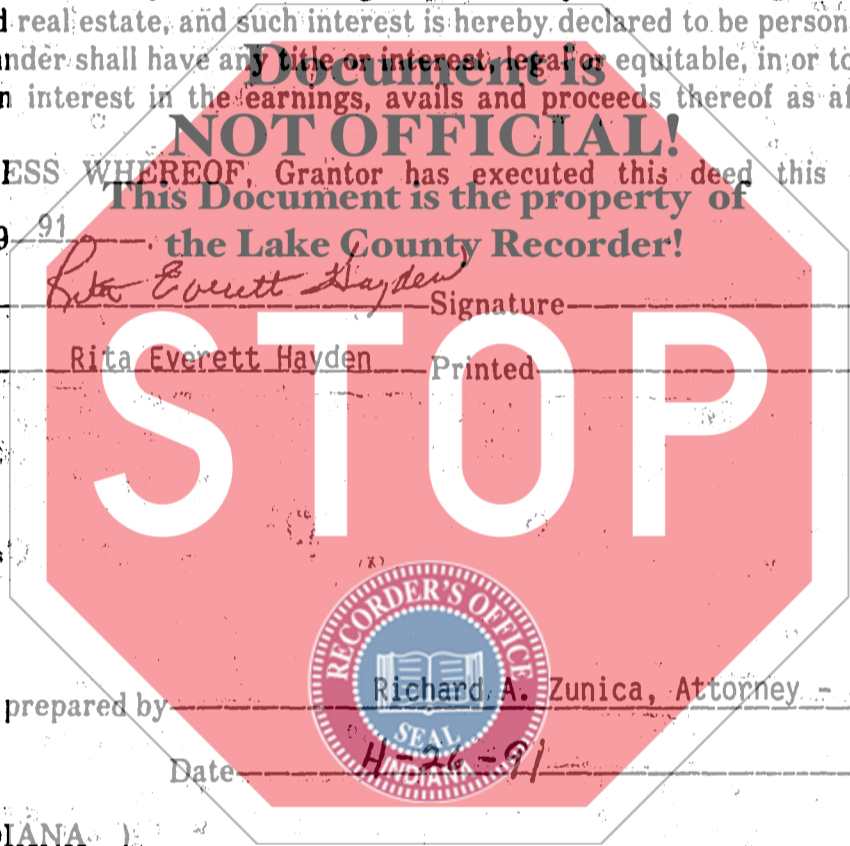 real estate, and such interest is hereby declared to be person
nder shall have any title or interest, legal or equitable, in or to
n interest in the earnings, avails and proceeds thereof as af
Document is
NOT OFFICIAL!
ESS WHEREOF, Grantor has executed this deed this
This Document is the property of
9 91
the Lake County Recorder!
Rita Everett Hayden
Signature
Rita Everett Hayden Printed
STOP
RECORDER'S OFFICE
SEAL
INDIANA
prepared by Richard A. Zunica, Attorney -
Date 4-26-91
DIANA )